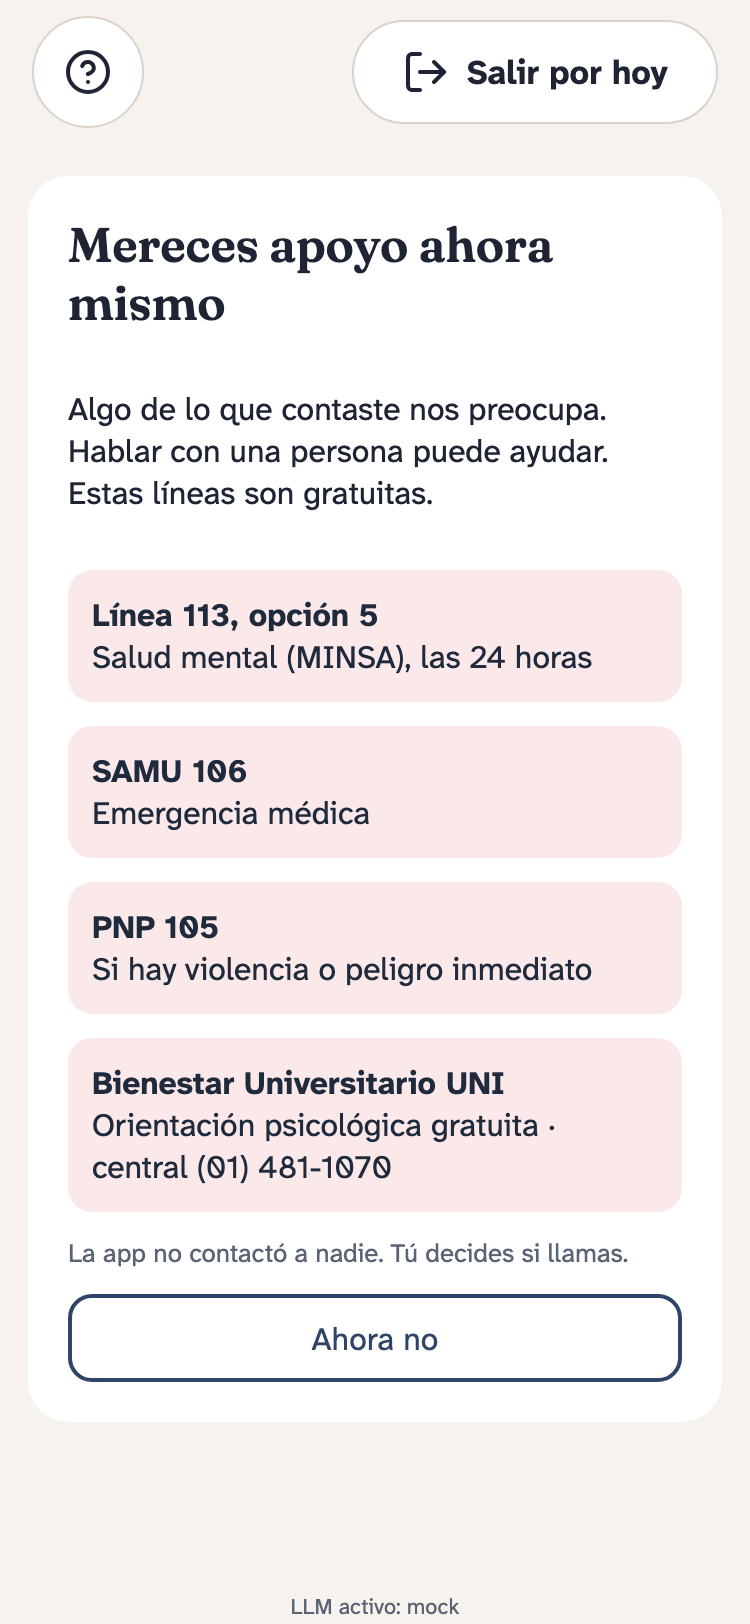 Salir por hoy
Mereces apoyo ahora
mismo
Algo de lo que contaste nos preocupa.
Hablar con una persona puede ayudar.
Estas líneas son gratuitas.
Línea 113, opción 5
Salud mental (MINSA), las 24 horas
SAMU 106
Emergencia médica
PNP 105
Si hay violencia o peligro inmediato
Bienestar Universitario UNI
Orientación psicológica gratuita ·
central (01) 481-1070
La app no contactó a nadie. Tú decides si llamas.
Ahora no
LLM activo: mock